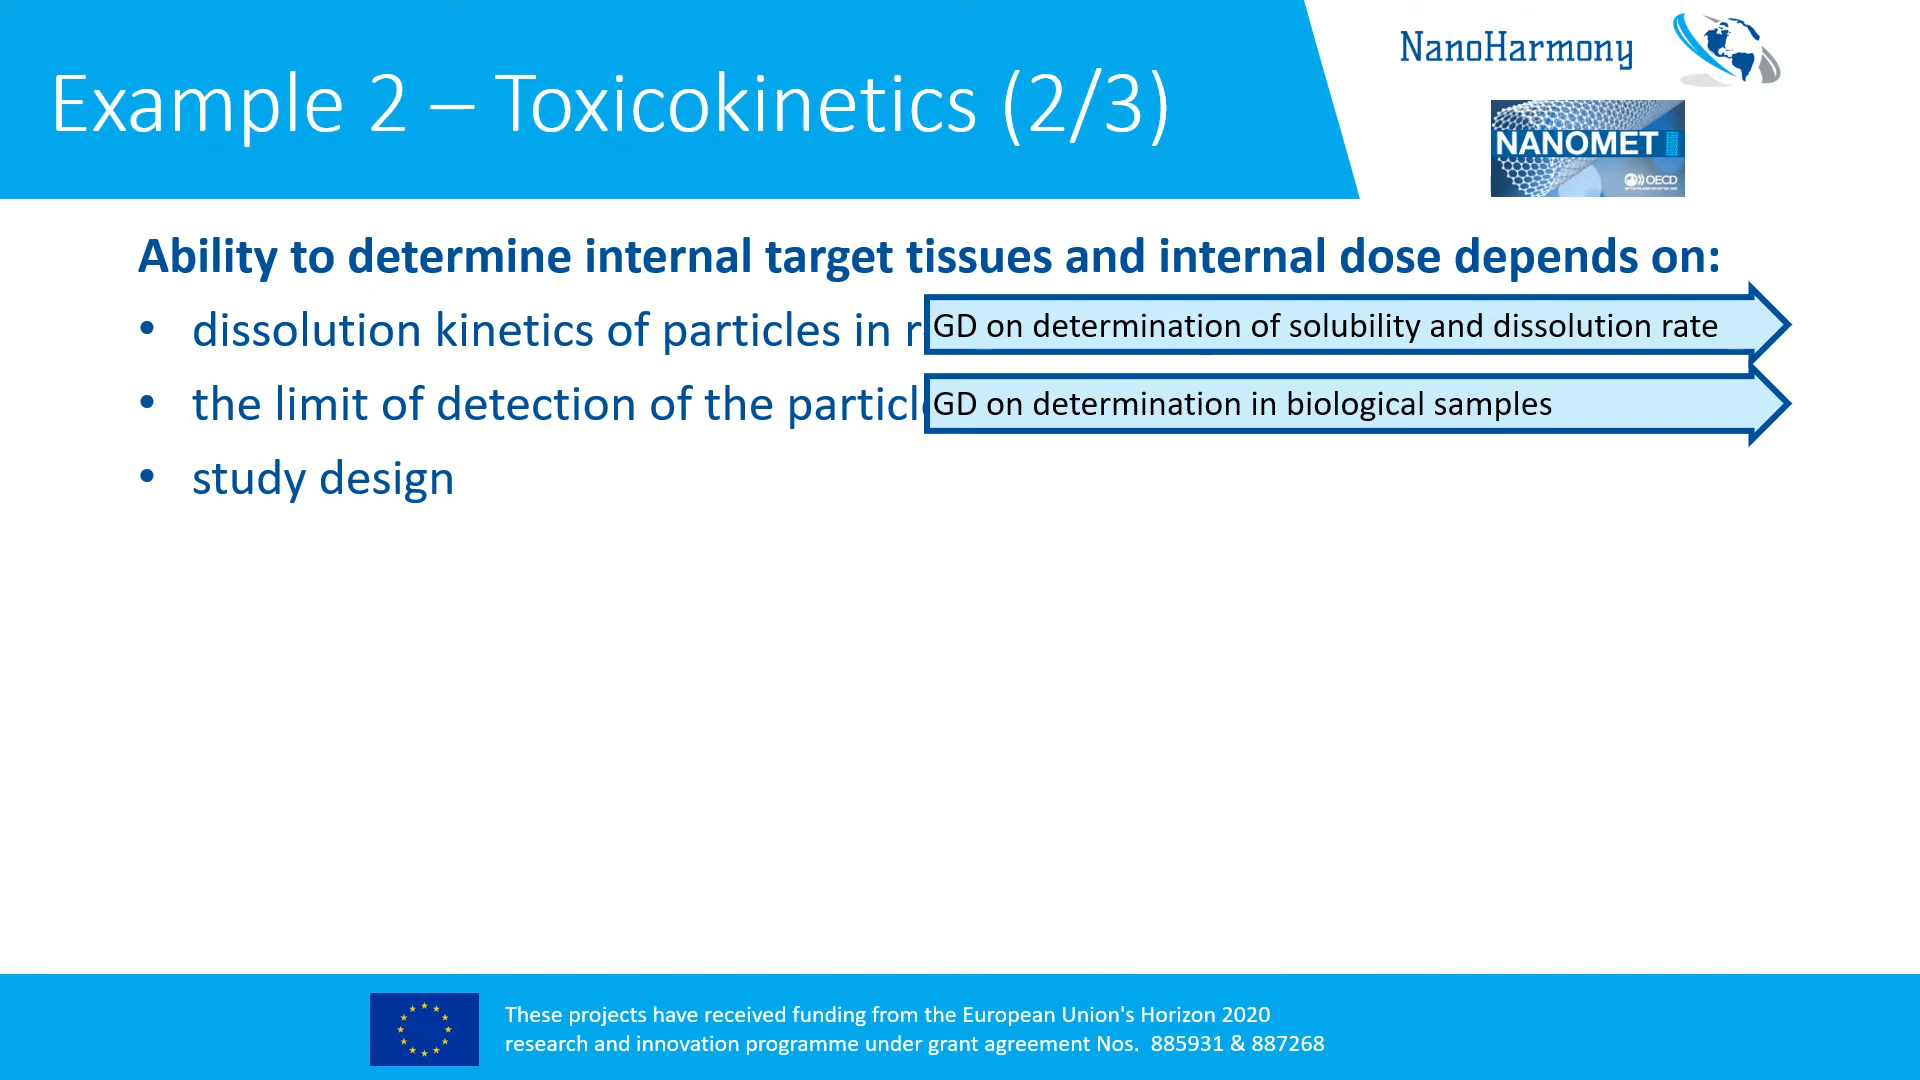 Example 2 – Toxicokinetics (2/3)
NanoHarmony
NANOMET
OECD
Ability to determine internal target tissues and internal dose depends on:
• dissolution kinetics of particles in
GD on determination of solubility and dissolution rate
• the limit of detection of the
GD on determination in biological samples
• study design
These projects have received funding from the European Union's Horizon 2020
research and innovation programme under grant agreement Nos. 885931 & 887268